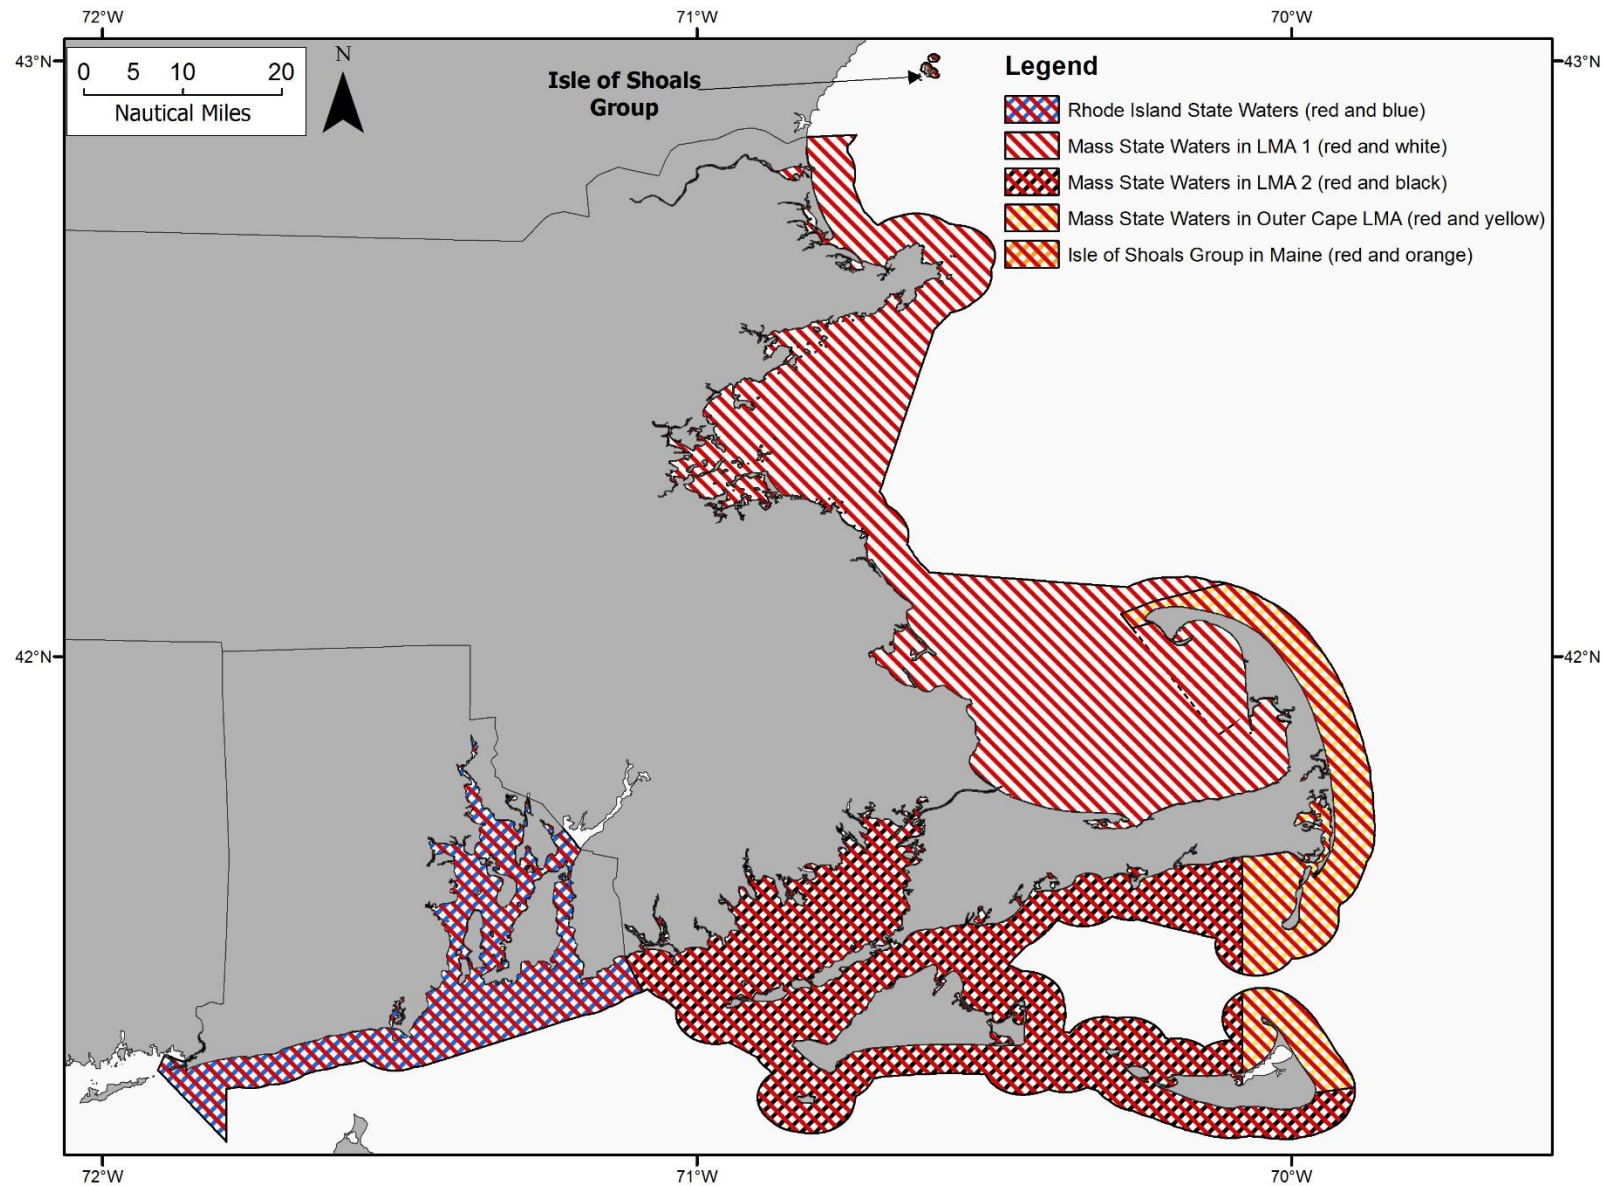 72°W 71°W 70°W
43°N 43°N
0 5 10 20
Nautical Miles
N
Isle of Shoals
Group
Legend
Rhode Island State Waters (red and blue)
Mass State Waters in LMA 1 (red and white)
Mass State Waters in LMA 2 (red and black)
Mass State Waters in Outer Cape LMA (red and yellow)
Isle of Shoals Group in Maine (red and orange)
42°N 42°N
72°W 71°W 70°W